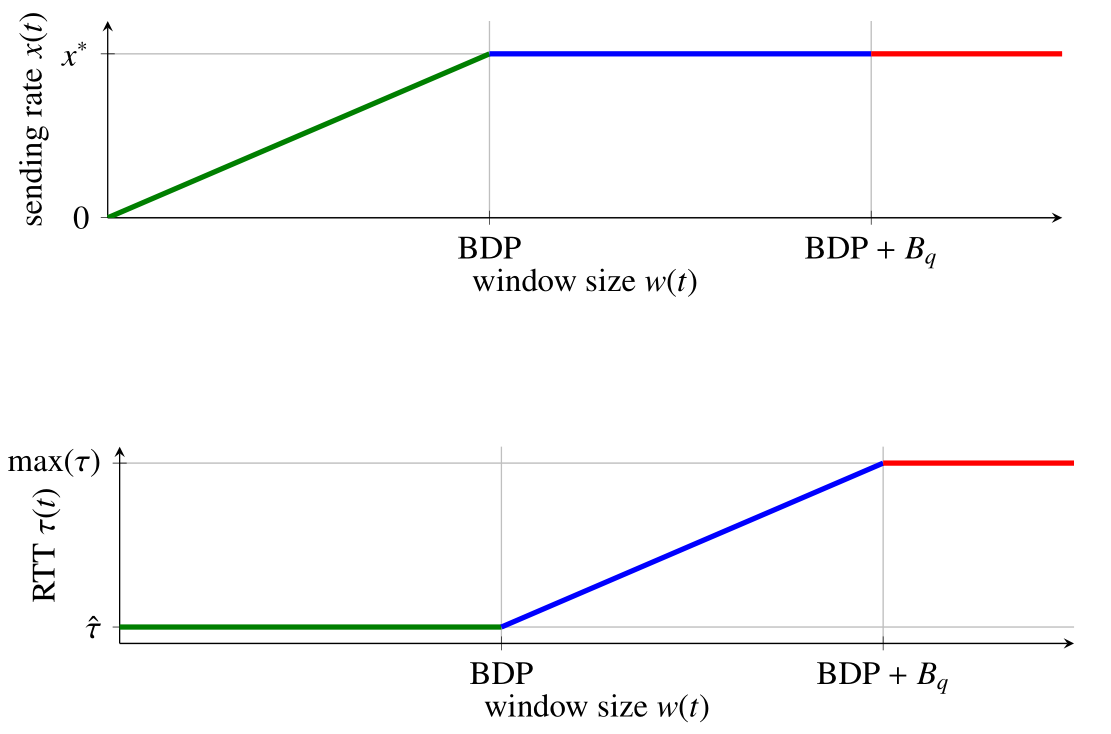 sending rate x(t)
x*
0
BDP
BDP + B_q
window size w(t)
max(τ)
RTT τ(t)
τ̂
BDP
BDP + B_q
window size w(t)